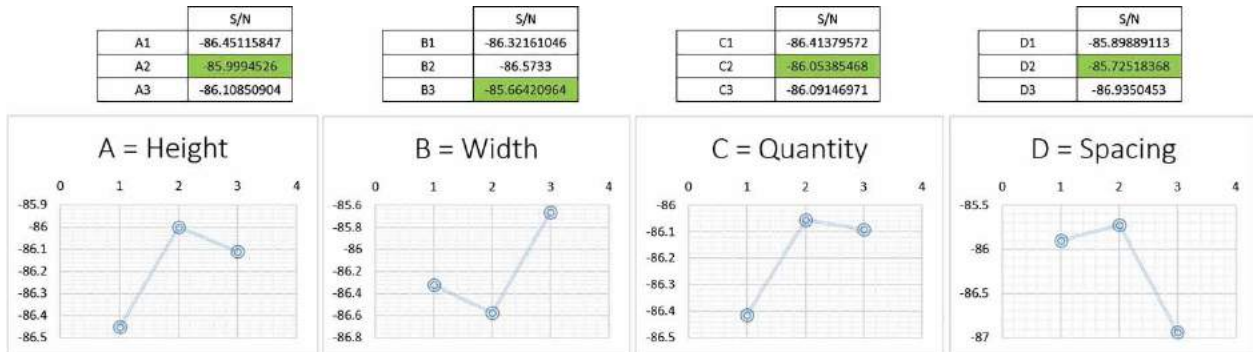 S/N
A1 -86.45115847
A2 -85.9994526
A3 -86.10850904
S/N
B1 -86.32161046
B2 -86.5733
B3 -85.66420964
S/N
C1 -86.41379572
C2 -86.05385468
C3 -86.09146971
S/N
D1 -85.89889113
D2 -85.72518368
D3 -86.9350453
A = Height
0 1 2 3 4
-85.9
-86
-86.1
-86.2
-86.3
-86.4
-86.5
B = Width
0 1 2 3 4
-85.6
-85.8
-86
-86.2
-86.4
-86.6
-86.8
C = Quantity
0 1 2 3 4
-86
-86.1
-86.2
-86.3
-86.4
-86.5
D = Spacing
0 1 2 3 4
-85.5
-86
-86.5
-87